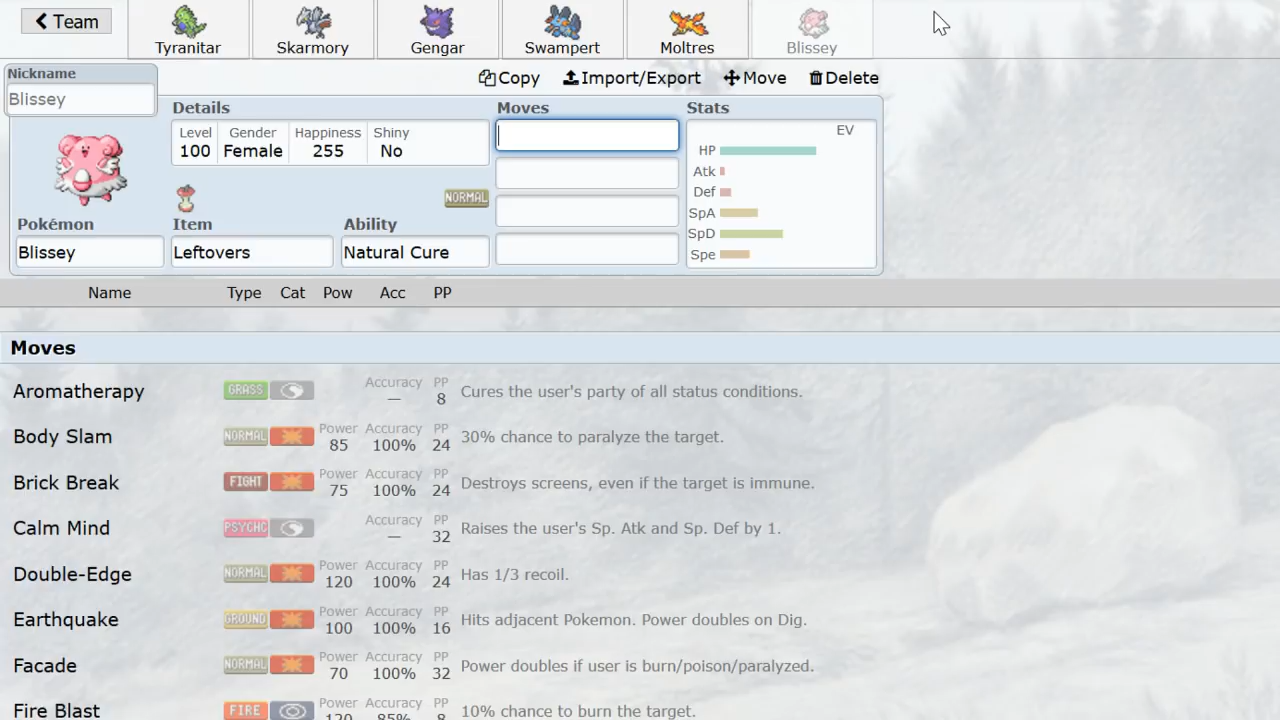 Team
Tyranitar Skarmory Gengar Swampert Moltres Blissey
Copy Import/Export Move Delete
Nickname
Blissey
Details Moves Stats
Level Gender Happiness Shiny
100 Female 255 No
EV
HP
Atk
Def
SpA
SpD
Spe
NORMAL
Pokémon Item Ability
Blissey Leftovers Natural Cure
Name Type Cat Pow Acc PP
Moves
Aromatherapy GRASS Accuracy — PP 8 Cures the user's party of all status conditions.
Body Slam NORMAL Power 85 Accuracy 100% PP 24 30% chance to paralyze the target.
Brick Break FIGHT Power 75 Accuracy 100% PP 24 Destroys screens, even if the target is immune.
Calm Mind PSYCHC Accuracy — PP 32 Raises the user's Sp. Atk and Sp. Def by 1.
Double-Edge NORMAL Power 120 Accuracy 100% PP 24 Has 1/3 recoil.
Earthquake GROUND Power 100 Accuracy 100% PP 16 Hits adjacent Pokemon. Power doubles on Dig.
Facade NORMAL Power 70 Accuracy 100% PP 32 Power doubles if user is burn/poison/paralyzed.
Fire Blast FIRE Power 120 Accuracy 85% PP 8 10% chance to burn the target.